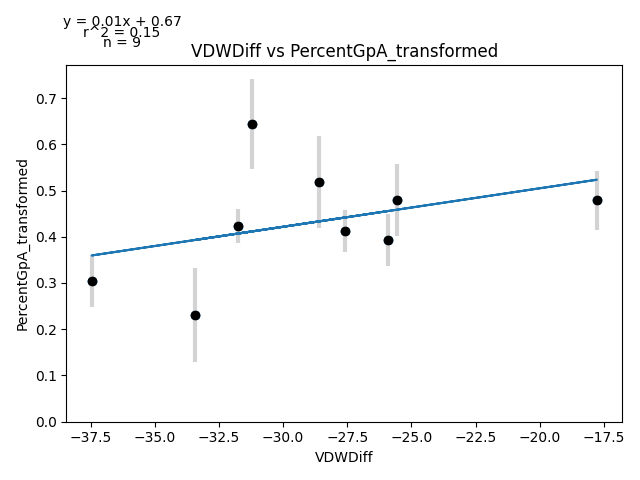 y = 0.01x + 0.67
r^2 = 0.15
n = 9
VDWDiff vs PercentGpA_transformed
PercentGpA_transformed
0.7
0.6
0.5
0.4
0.3
0.2
0.1
0.0
−37.5 −35.0 −32.5 −30.0 −27.5 −25.0 −22.5 −20.0 −17.5
VDWDiff